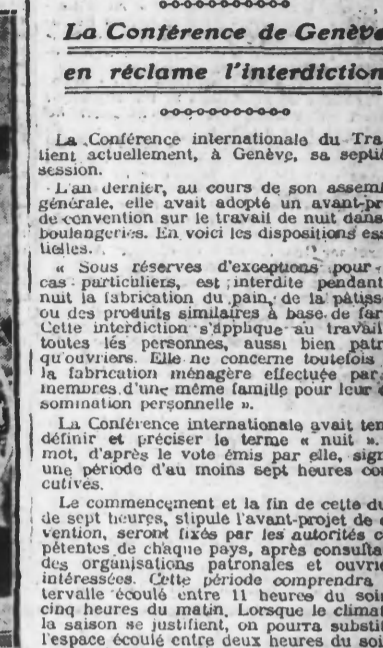 La Conférence de Genève
en réclame l'interdiction
La Conférence internationale du Tra
tient actuellement, à Genève, sa septiè
session.
L'an dernier, au cours de son assem
générale, elle avait adopté un avant-pr
de convention sur le travail de nuit dans
boulangeries. En voici les dispositions es
tielles.
« Sous réserves d'exceptions pour
cas particuliers, est interdite pendant
nuit la fabrication du pain, de la pâtiss
ou des produits similaires à base de far
Cette interdiction s'applique au travail
toutes les personnes, aussi bien patr
qu'ouvriers. Elle ne concerne toutefois
la fabrication ménagère effectuée par
membres d'une même famille pour leur c
sommation personnelle ».
La Conférence internationale avait ten
définir et préciser le terme « nuit ».
mot, d'après le vote émis par elle, sign
une période d'au moins sept heures con
cutives.
Le commencement et la fin de cette du
de sept heures, stipule l'avant-projet de
vention, seront fixés par les autorités c
pétentes de chaque pays, après consulta
des organisations patronales et ouvriè
intéressées. Cette période comprendra
tervalle écoulé entre 11 heures du soir
cinq heures du matin. Lorsque le climat
la saison se justifient, on pourra substit
l'espace écoulé entre deux heures du soir